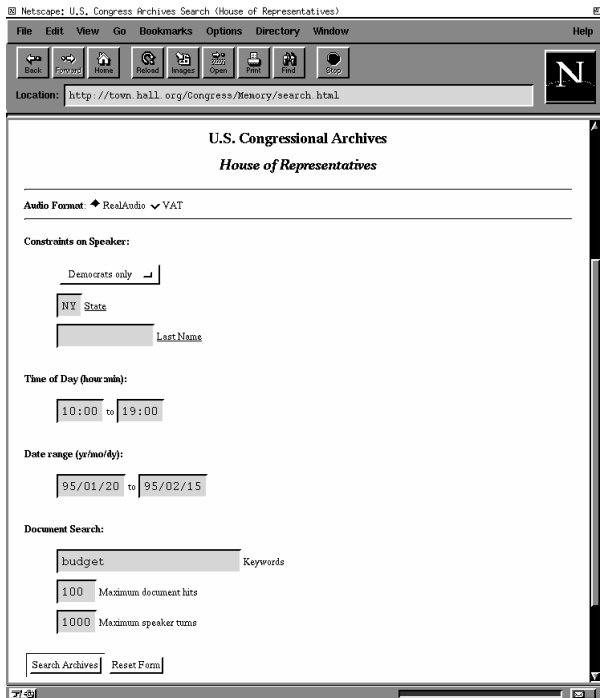 Netscape: U.S. Congress Archives Search (House of Representatives)
File Edit View Go Bookmarks Options Directory Window Help
Back Forward Home Reload Images Open Print Find Stop
N
Location: http://town.hall.org/Congress/Memory/search.html
U.S. Congressional Archives
House of Representatives
Audio Format: RealAudio VAT
Constraints on Speaker:
Democrats only
NY State
Last Name
Time of Day (hour:min):
10:00 to 19:00
Date range (yr/mo/dy):
95/01/20 to 95/02/15
Document Search:
budget Keywords
100 Maximum document hits
1000 Maximum speaker turns
Search Archives Reset Form